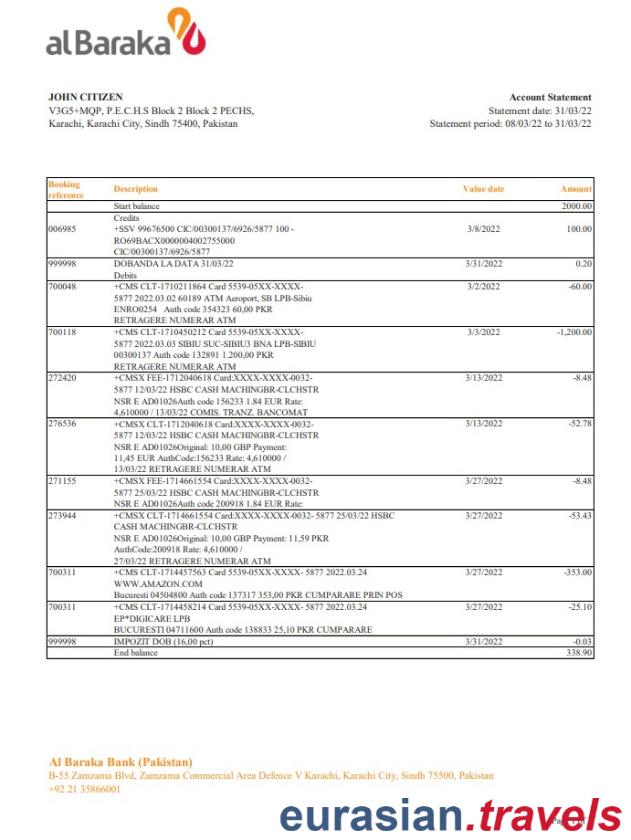 al Baraka
JOHN CITIZEN
V3G5+MQP, P.E.C.H.S Block 2 Block 2 PECHS,
Karachi, Karachi City, Sindh 75400, Pakistan
Account Statement
Statement date: 31/03/22
Statement period: 08/03/22 to 31/03/22
Booking reference Description Value date Amount
Start balance 2000.00
Credits
006985 +SSV 99676500 CIC/00300137/6926/5877 100 - 3/8/2022 100.00
RO69BACX0000004002755000
CIC/00300137/6926/5877
999998 DOBANDA LA DATA 31/03/22 3/31/2022 0.20
Debits
700048 +CMS CLT-1710211864 Card 5539-05XX-XXXX- 3/2/2022 -60.00
5877 2022.03.02 60189 ATM Aeroport, SB LPB-Sibiu
ENRO0254 Auth code 354323 60,00 PKR
RETRAGERE NUMERAR ATM
700118 +CMS CLT-1710450212 Card 5539-05XX-XXXX- 3/3/2022 -1,200.00
5877 2022.03.03 SIBIU SUC-SIBIU3 BNA LPB-SIBIU
00300137 Auth code 132891 1.200,00 PKR
RETRAGERE NUMERAR ATM
272420 +CMSX FEE-1712040618 Card:XXXX-XXXX-0032- 3/13/2022 -8.48
5877 12/03/22 HSBC CASH MACHINGBR-CLCHSTR
NSR E AD01026Auth code 156233 1.84 EUR Rate:
4,610000 / 13/03/22 COMIS. TRANZ. BANCOMAT
276536 +CMSX CLT-1712040618 Card:XXXX-XXXX-0032- 3/13/2022 -52.78
5877 12/03/22 HSBC CASH MACHINGBR-CLCHSTR
NSR E AD01026Original: 10,00 GBP Payment:
11,45 EUR AuthCode:156233 Rate: 4,610000 /
13/03/22 RETRAGERE NUMERAR ATM
271155 +CMSX FEE-1714661554 Card:XXXX-XXXX-0032- 3/27/2022 -8.48
5877 25/03/22 HSBC CASH MACHINGBR-CLCHSTR
NSR E AD01026Auth code 200918 1.84 EUR Rate:
273944 +CMSX CLT-1714661554 Card:XXXX-XXXX-0032- 5877 25/03/22 HSBC 3/27/2022 -53.43
CASH MACHINGBR-CLCHSTR
NSR E AD01026Original: 10,00 GBP Payment: 11,59 PKR
AuthCode:200918 Rate: 4,610000 /
27/03/22 RETRAGERE NUMERAR ATM
700311 +CMS CLT-1714457563 Card 5539-05XX-XXXX- 5877 2022.03.24 3/27/2022 -353.00
WWW.AMAZON.COM
Bucuresti 04504800 Auth code 137317 353,00 PKR CUMPARARE PRIN POS
700311 +CMS CLT-1714458214 Card 5539-05XX-XXXX- 5877 2022.03.24 3/27/2022 -25.10
EP*DIGICARE LPB
BUCURESTI 04711600 Auth code 138833 25,10 PKR CUMPARARE
999998 IMPOZIT DOB (16,00 pct) 3/31/2022 -0.03
End balance 338.90
Al Baraka Bank (Pakistan)
B-55 Zamzama Blvd, Zamzama Commercial Area Defence V Karachi, Karachi City, Sindh 75500, Pakistan
+92 21 35866001
eurasian.travels